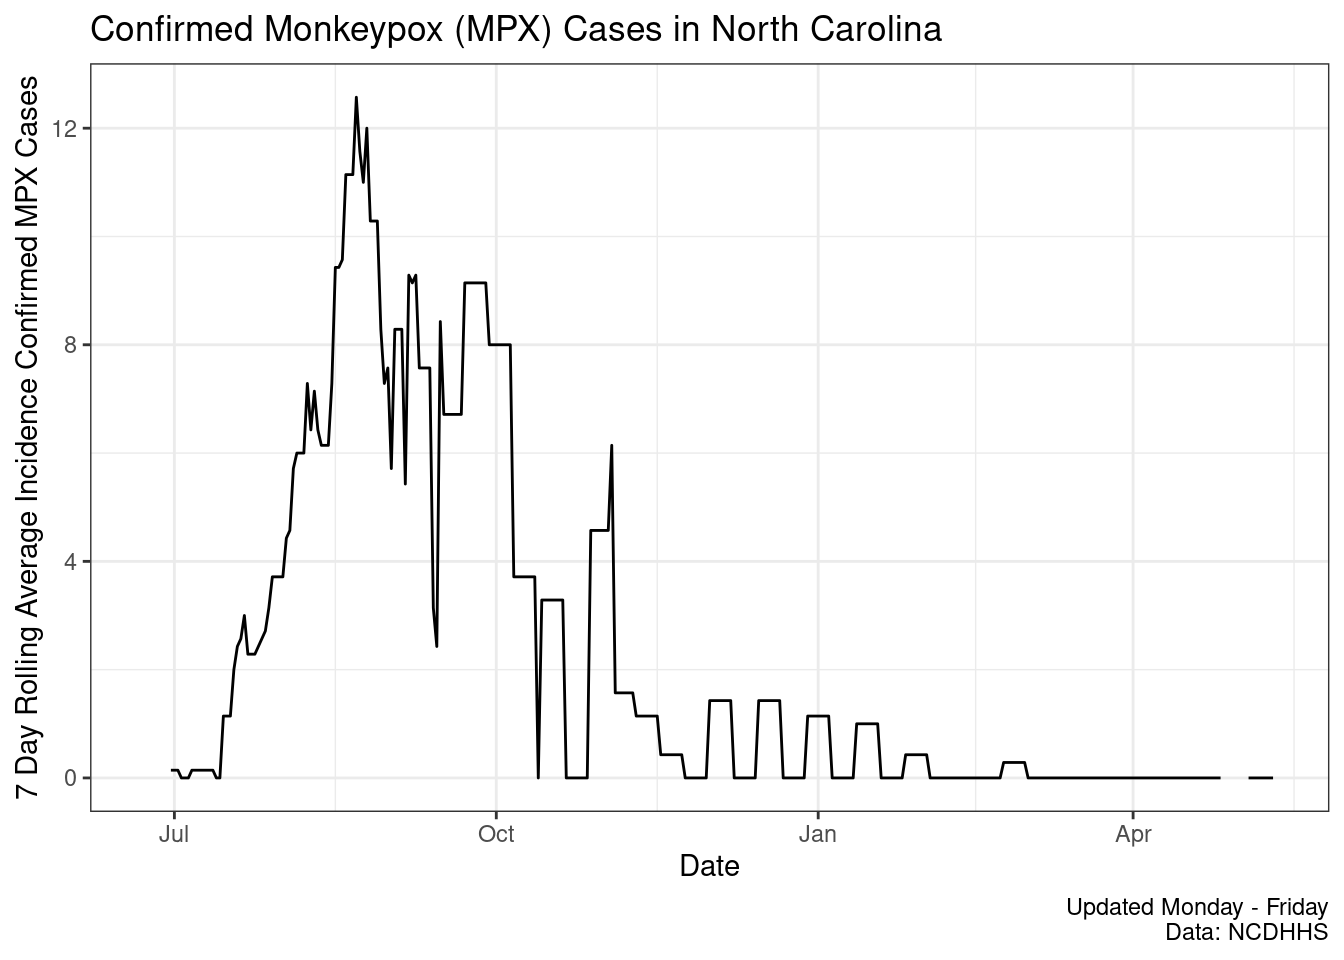 Confirmed Monkeypox (MPX) Cases in North Carolina
7 Day Rolling Average Incidence Confirmed MPX Cases
12
8
4
0
Jul
Oct
Jan
Apr
Date
Updated Monday - Friday
Data: NCDHHS